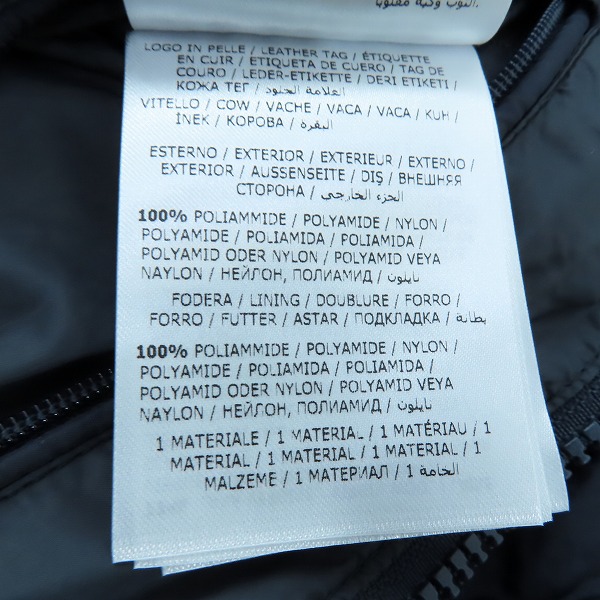 الثوب وكيه مقلوبا.
LOGO IN PELLE / LEATHER TAG / ÉTIQUETTE
EN CUIR / ETIQUETA DE CUERO / TAG DE
COURO / LEDER-ETIKETTE / DERI ETIKETI /
КОЖА ТЕГ / العلامة الجلود
VITELLO / COW / VACHE / VACA / VACA / KUH /
İNEK / КОРОВА / البقرة
ESTERNO / EXTERIOR / EXTERIEUR / EXTERNO /
EXTERIOR / AUSSENSEITE / DIŞ / ВНЕШНЯЯ
СТОРОНА / الجزء الخارجي
100% POLIAMMIDE / POLYAMIDE / NYLON /
POLYAMIDE / POLIAMIDA / POLIAMIDA /
POLYAMID ODER NYLON / POLYAMID VEYA
NAYLON / НЕЙЛОН, ПОЛИАМИД / نايلون
FODERA / LINING / DOUBLURE / FORRO /
FORRO / FUTTER / ASTAR / ПОДКЛАДКА / بطانة
100% POLIAMMIDE / POLYAMIDE / NYLON /
POLYAMIDE / POLIAMIDA / POLIAMIDA /
POLYAMID ODER NYLON / POLYAMID VEYA
NAYLON / НЕЙЛОН, ПОЛИАМИД / نايلون
1 MATERIALE / 1 MATERIAL / 1 MATÉRIAU / 1
MATERIAL / 1 MATERIAL / 1 MATERIAL / 1
MALZEME / 1 МАТЕРИАЛ / 1 الخامة